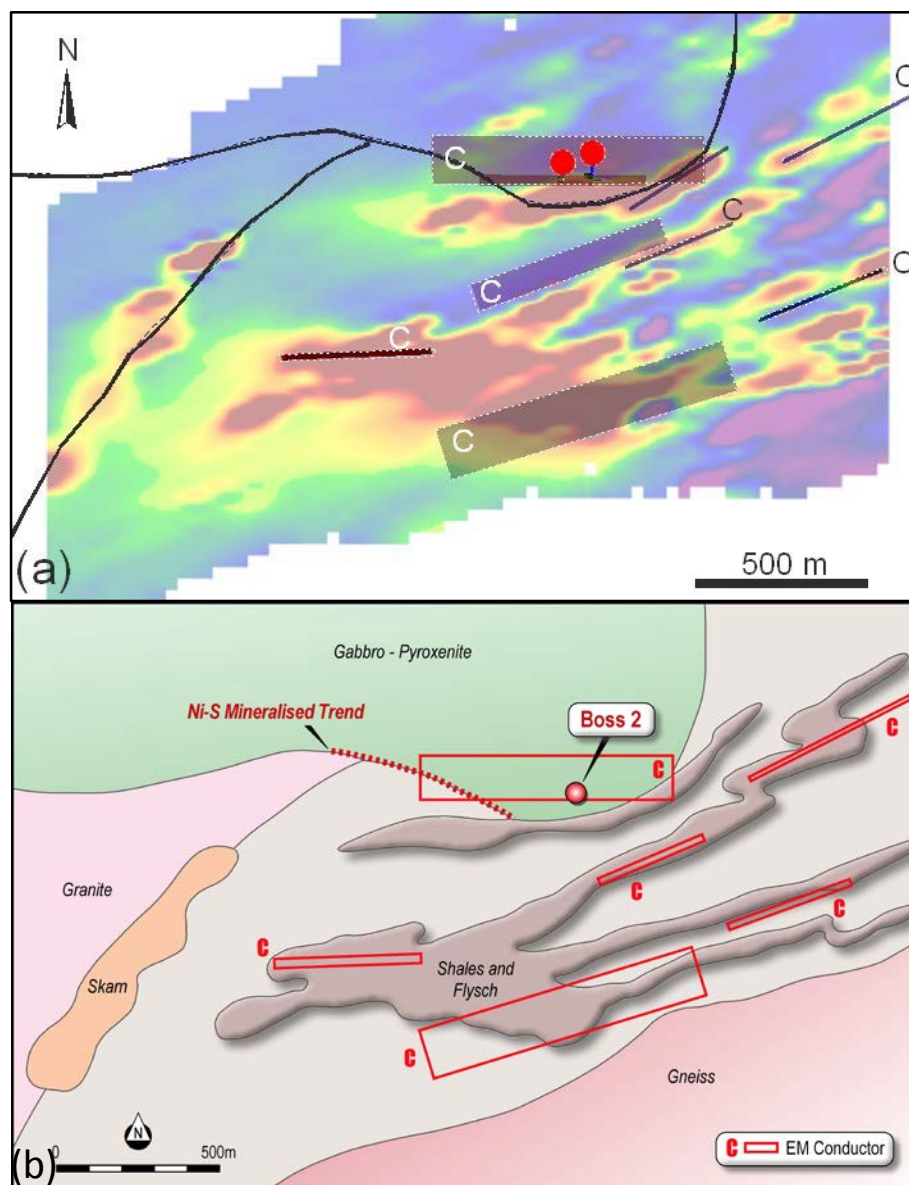 N
C
C
C
C
C
C
C
500 m
(a)
Gabbro - Pyroxenite
Ni-S Mineralised Trend
Boss 2
C
C
Granite
C
C
C
Skarn
Shales and
Flysch
C
Gneiss
N
0
500m
(b)
C EM Conductor